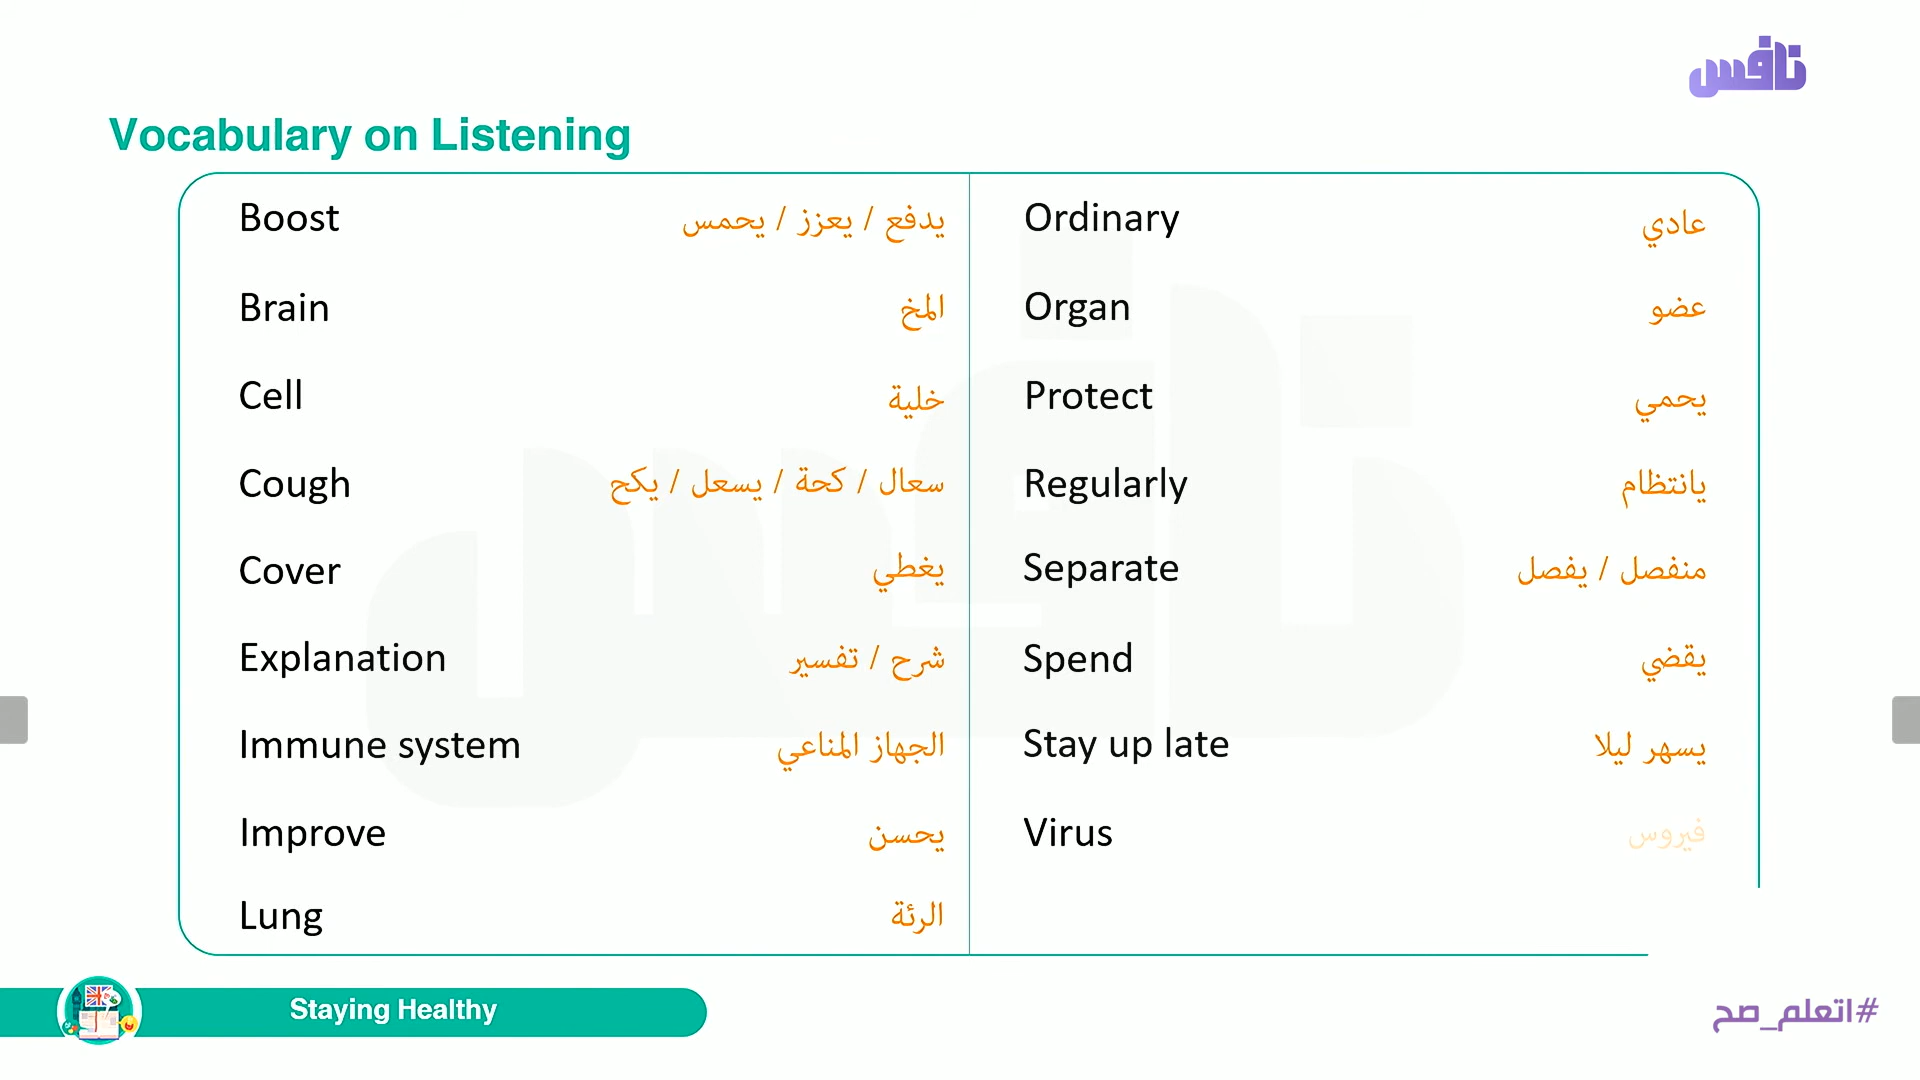 نافس
Vocabulary on Listening
Boost يدفع / يعزز / يحمس
Brain المخ
Cell خلية
Cough سعال / كحة / يسعل / يكح
Cover يغطي
Explanation شرح / تفسير
Immune system الجهاز المناعي
Improve يحسن
Lung الرئة
Ordinary عادي
Organ عضو
Protect يحمي
Regularly يانتظام
Separate منفصل / يفصل
Spend يقضي
Stay up late يسهر ليلا
Virus فيروس
Staying Healthy
#اتعلم_صح